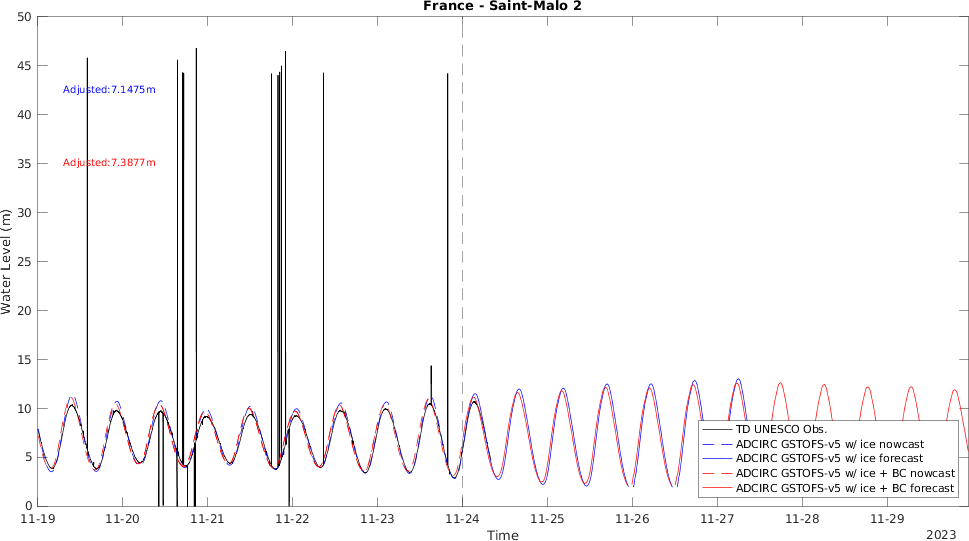 France - Saint-Malo 2
50
45
40
35
30
25
20
15
10
5
0
Water Level (m)
Adjusted:7.1475m
Adjusted:7.3877m
TD UNESCO Obs.
ADCIRC GSTOFS-v5 w/ ice nowcast
ADCIRC GSTOFS-v5 w/ ice forecast
ADCIRC GSTOFS-v5 w/ ice + BC nowcast
ADCIRC GSTOFS-v5 w/ ice + BC forecast
11-19 11-20 11-21 11-22 11-23 11-24 11-25 11-26 11-27 11-28 11-29
Time
2023